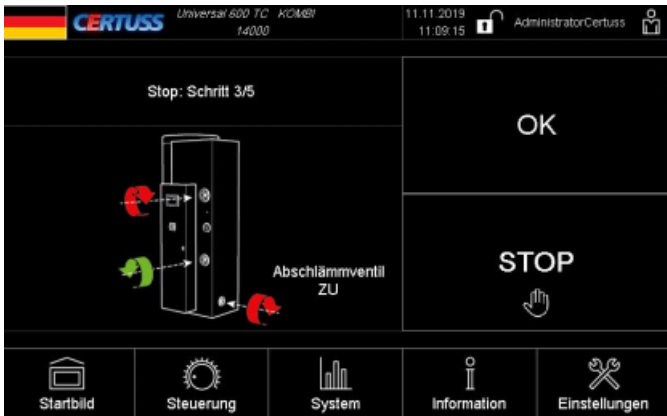 CERTUSS
Universal 600 TC KOMBI
14000
11.11.2019
11:09:15
AdministratorCertuss
Stop: Schritt 3/5
OK
Abschlämmventil
ZU
STOP
Startbild
Steuerung
System
Information
Einstellungen